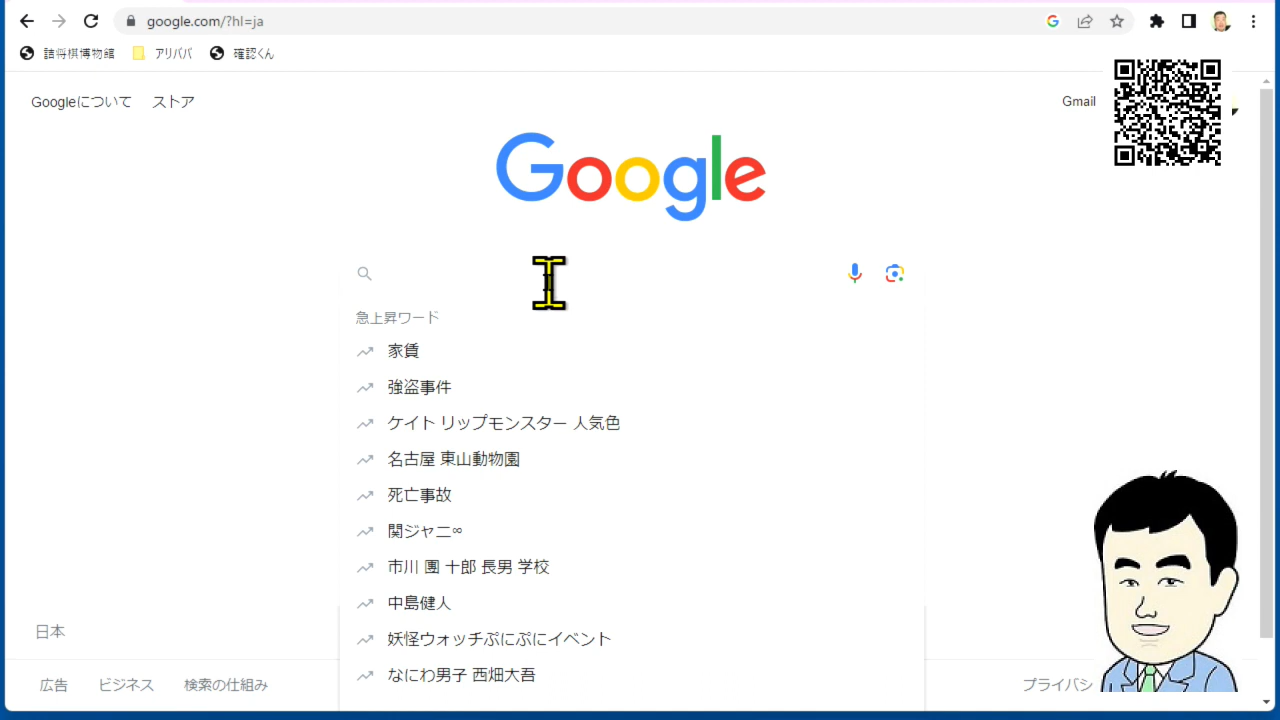 google.com/?hl=ja
詰将棋博物館 アリババ 確認くん
Googleについて ストア
Gmail
Google
急上昇ワード
家賃
強盗事件
ケイト リップモンスター 人気色
名古屋 東山動物園
死亡事故
関ジャニ∞
市川 團 十郎 長男 学校
中島健人
妖怪ウォッチぷにぷにイベント
なにわ男子 西畑大吾
日本
広告 ビジネス 検索の仕組み
プライバシ